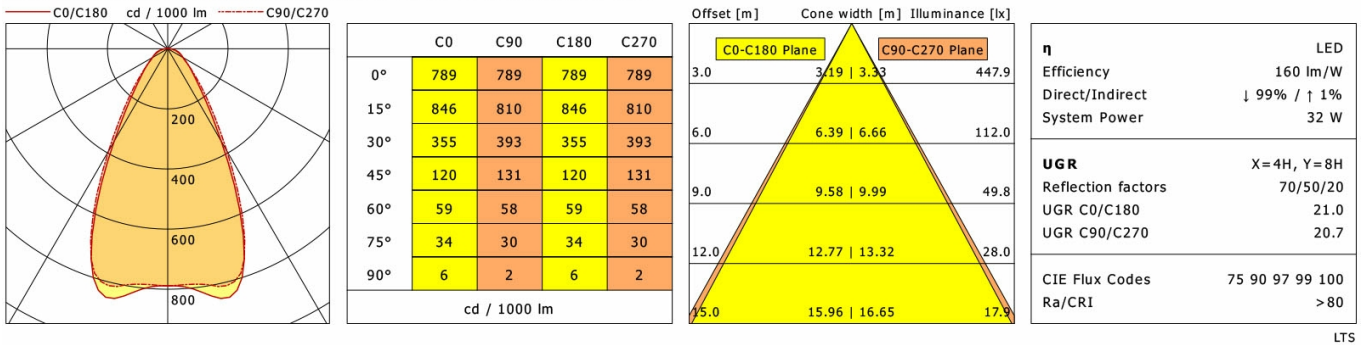 C0/C180 cd / 1000 lm C90/C270
200
400
600
800
C0 C90 C180 C270
0° 789 789 789 789
15° 846 810 846 810
30° 355 393 355 393
45° 120 131 120 131
60° 59 58 59 58
75° 34 30 34 30
90° 6 2 6 2
cd / 1000 lm
Offset [m] Cone width [m] Illuminance [lx]
C0-C180 Plane C90-C270 Plane
3.0 3.19 | 3.33 447.9
6.0 6.39 | 6.66 112.0
9.0 9.58 | 9.99 49.8
12.0 12.77 | 13.32 28.0
15.0 15.96 | 16.65 17.9
η LED
Efficiency 160 lm/W
Direct/Indirect ↓ 99% / ↑ 1%
System Power 32 W
UGR X=4H, Y=8H
Reflection factors 70/50/20
UGR C0/C180 21.0
UGR C90/C270 20.7
CIE Flux Codes 75 90 97 99 100
Ra/CRI >80
LTS